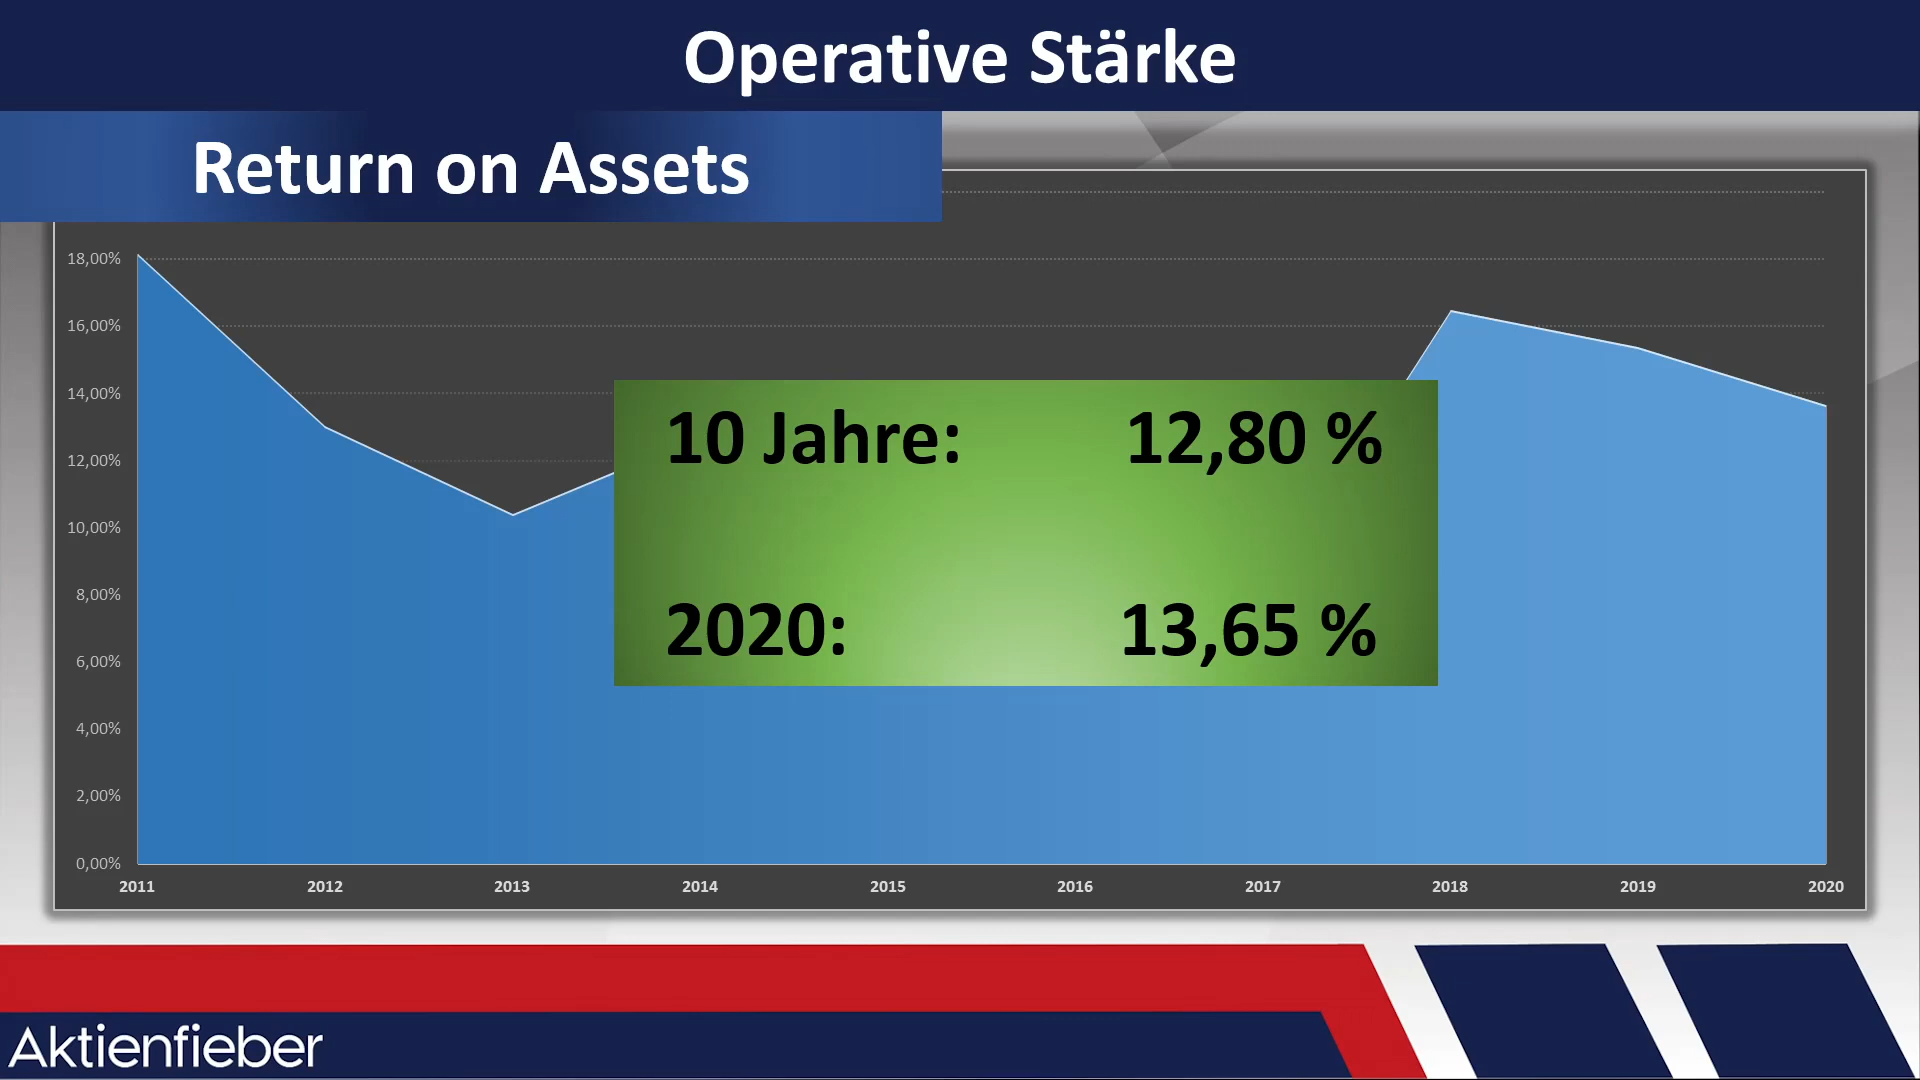 Operative Stärke
Return on Assets
18,00%
16,00%
14,00%
12,00%
10,00%
8,00%
6,00%
4,00%
2,00%
0,00%
10 Jahre: 12,80 %
2020: 13,65 %
2011 2012 2013 2014 2015 2016 2017 2018 2019 2020
Aktienfieber